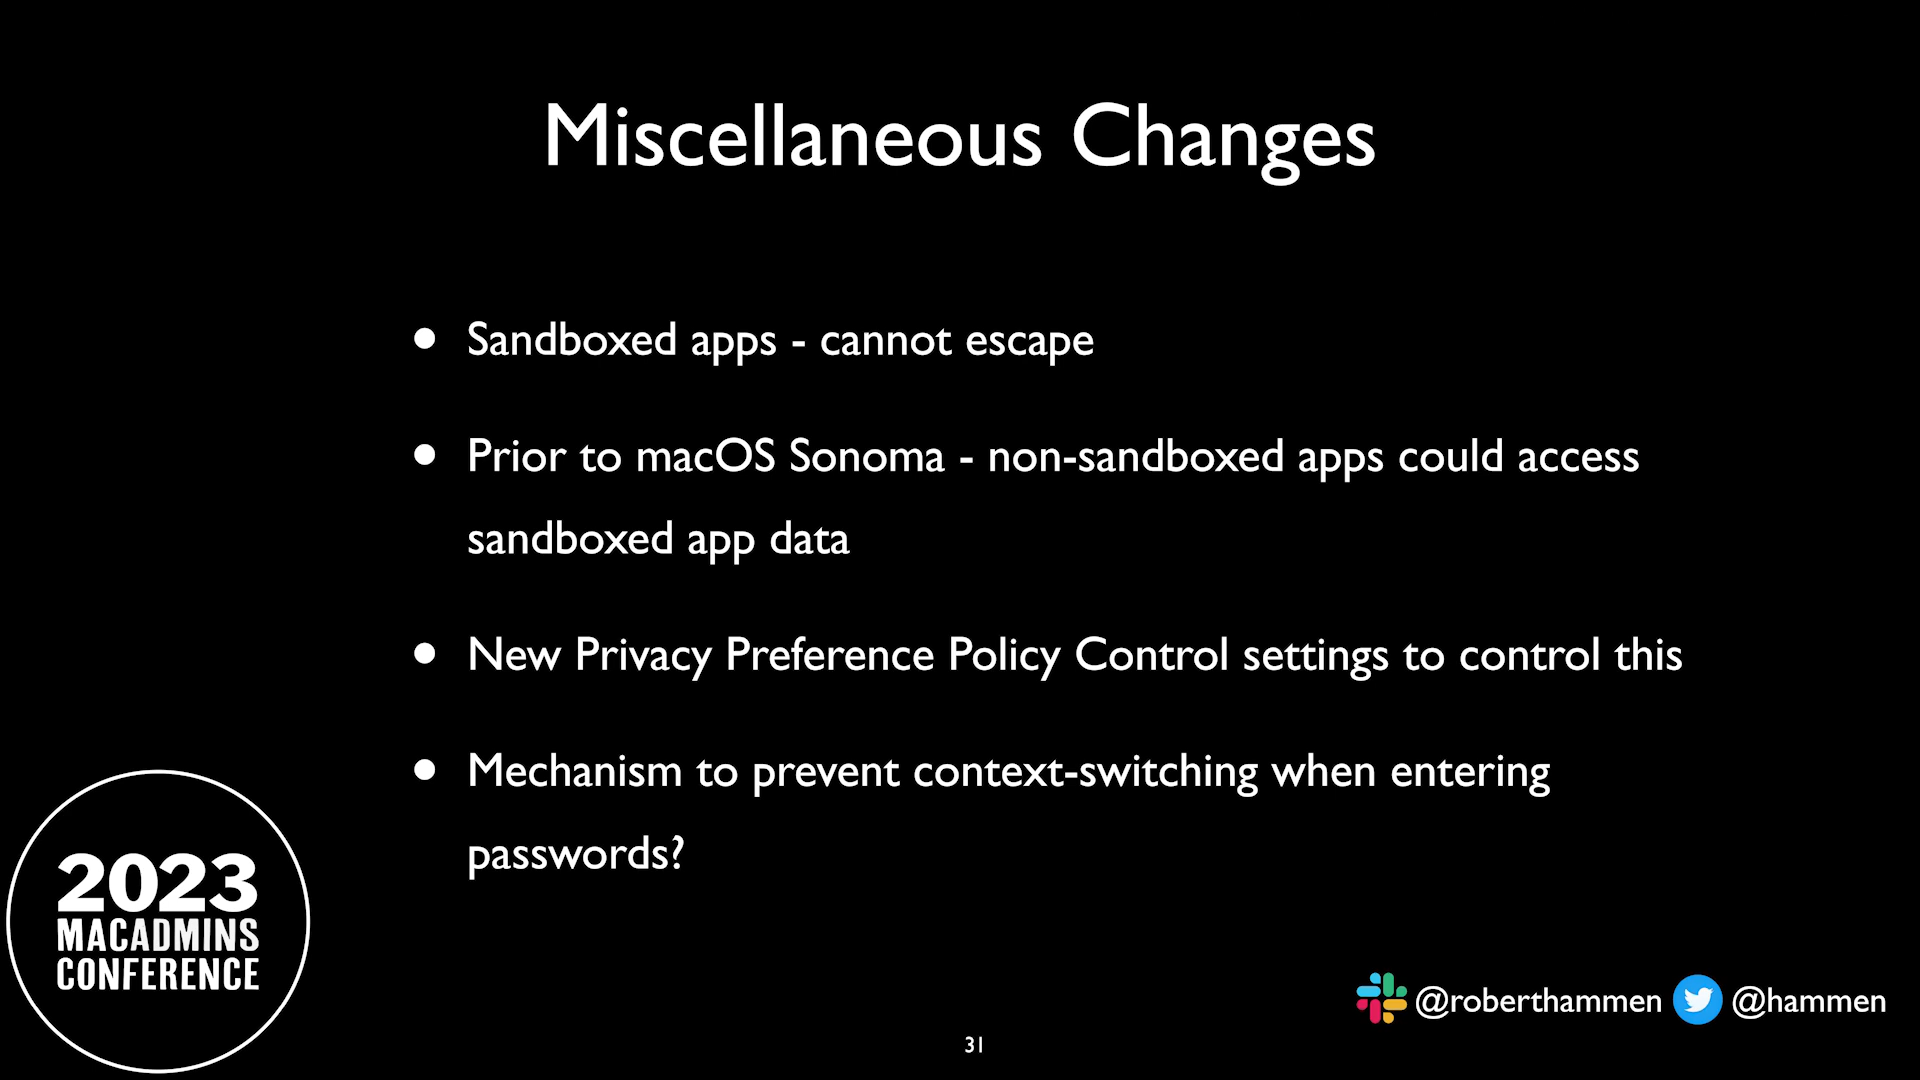 Miscellaneous Changes
• Sandboxed apps - cannot escape
• Prior to macOS Sonoma - non-sandboxed apps could access
sandboxed app data
• New Privacy Preference Policy Control settings to control this
• Mechanism to prevent context-switching when entering
passwords?
2023
MACADMINS
CONFERENCE
@roberthammen @hammen
31